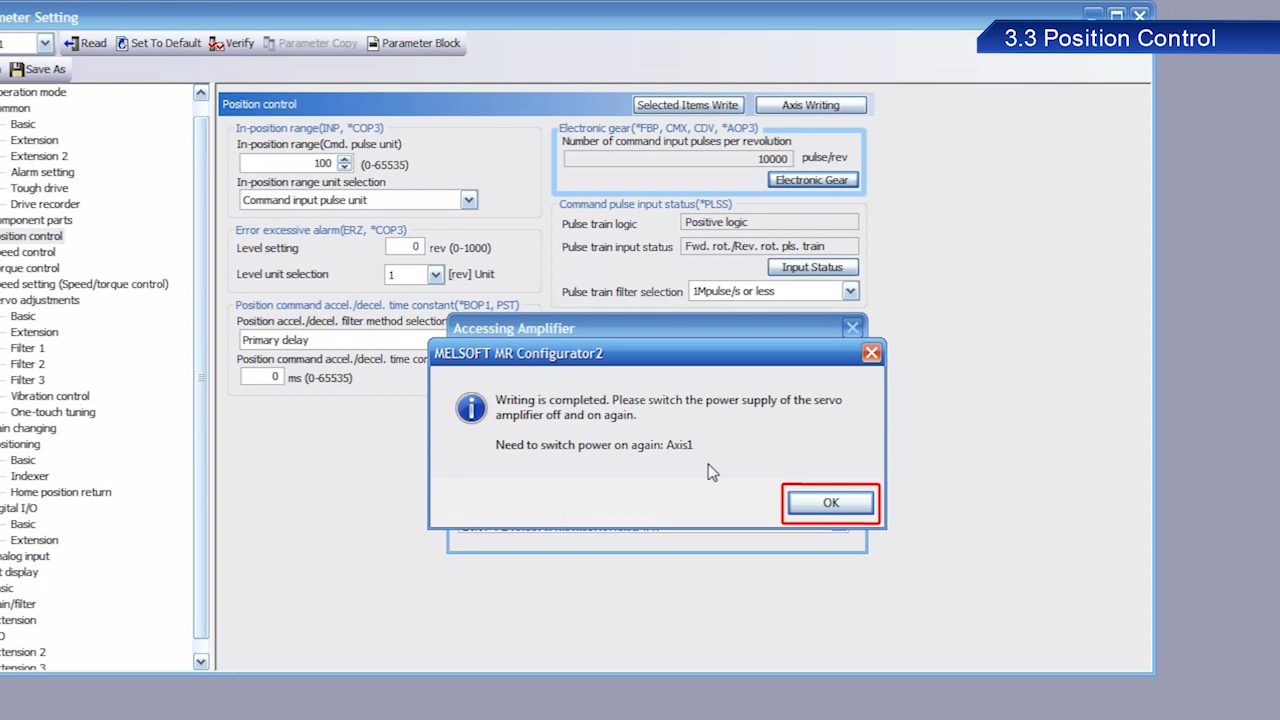 meter Setting
3.3 Position Control
1
Read
Set To Default
Verify
Parameter Copy
Parameter Block
Save As
peration mode
ommon
Basic
Extension
Extension 2
Alarm setting
Tough drive
Drive recorder
omponent parts
osition control
peed control
orque control
peed setting (Speed/torque control)
ervo adjustments
Basic
Extension
Filter 1
Filter 2
Filter 3
Vibration control
One-touch tuning
ain changing
ositioning
Basic
Indexer
Home position return
igital I/O
Basic
Extension
nalog input
t display
asic
ain/filter
xtension
O
xtension 2
xtension 3
Position control
Selected Items Write
Axis Writing
In-position range(INP, *COP3)
In-position range(Cmd. pulse unit)
100
(0-65535)
In-position range unit selection
Command input pulse unit
Error excessive alarm(ERZ, *COP3)
Level setting
0
rev (0-1000)
Level unit selection
1
[rev] Unit
Position command accel./decel. time constant(*BOP1, PST)
Position accel./decel. filter method selection
Primary delay
Position command accel./decel. time con
0
ms (0-65535)
Electronic gear(*FBP, CMX, CDV, *AOP3)
Number of command input pulses per revolution
10000
pulse/rev
Electronic Gear
Command pulse input status(*PLSS)
Pulse train logic
Positive logic
Pulse train input status
Fwd. rot./Rev. rot. pls. train
Input Status
Pulse train filter selection
1Mpulse/s or less
Accessing Amplifier
MELSOFT MR Configurator2
Writing is completed. Please switch the power supply of the servo
amplifier off and on again.
Need to switch power on again: Axis1
OK